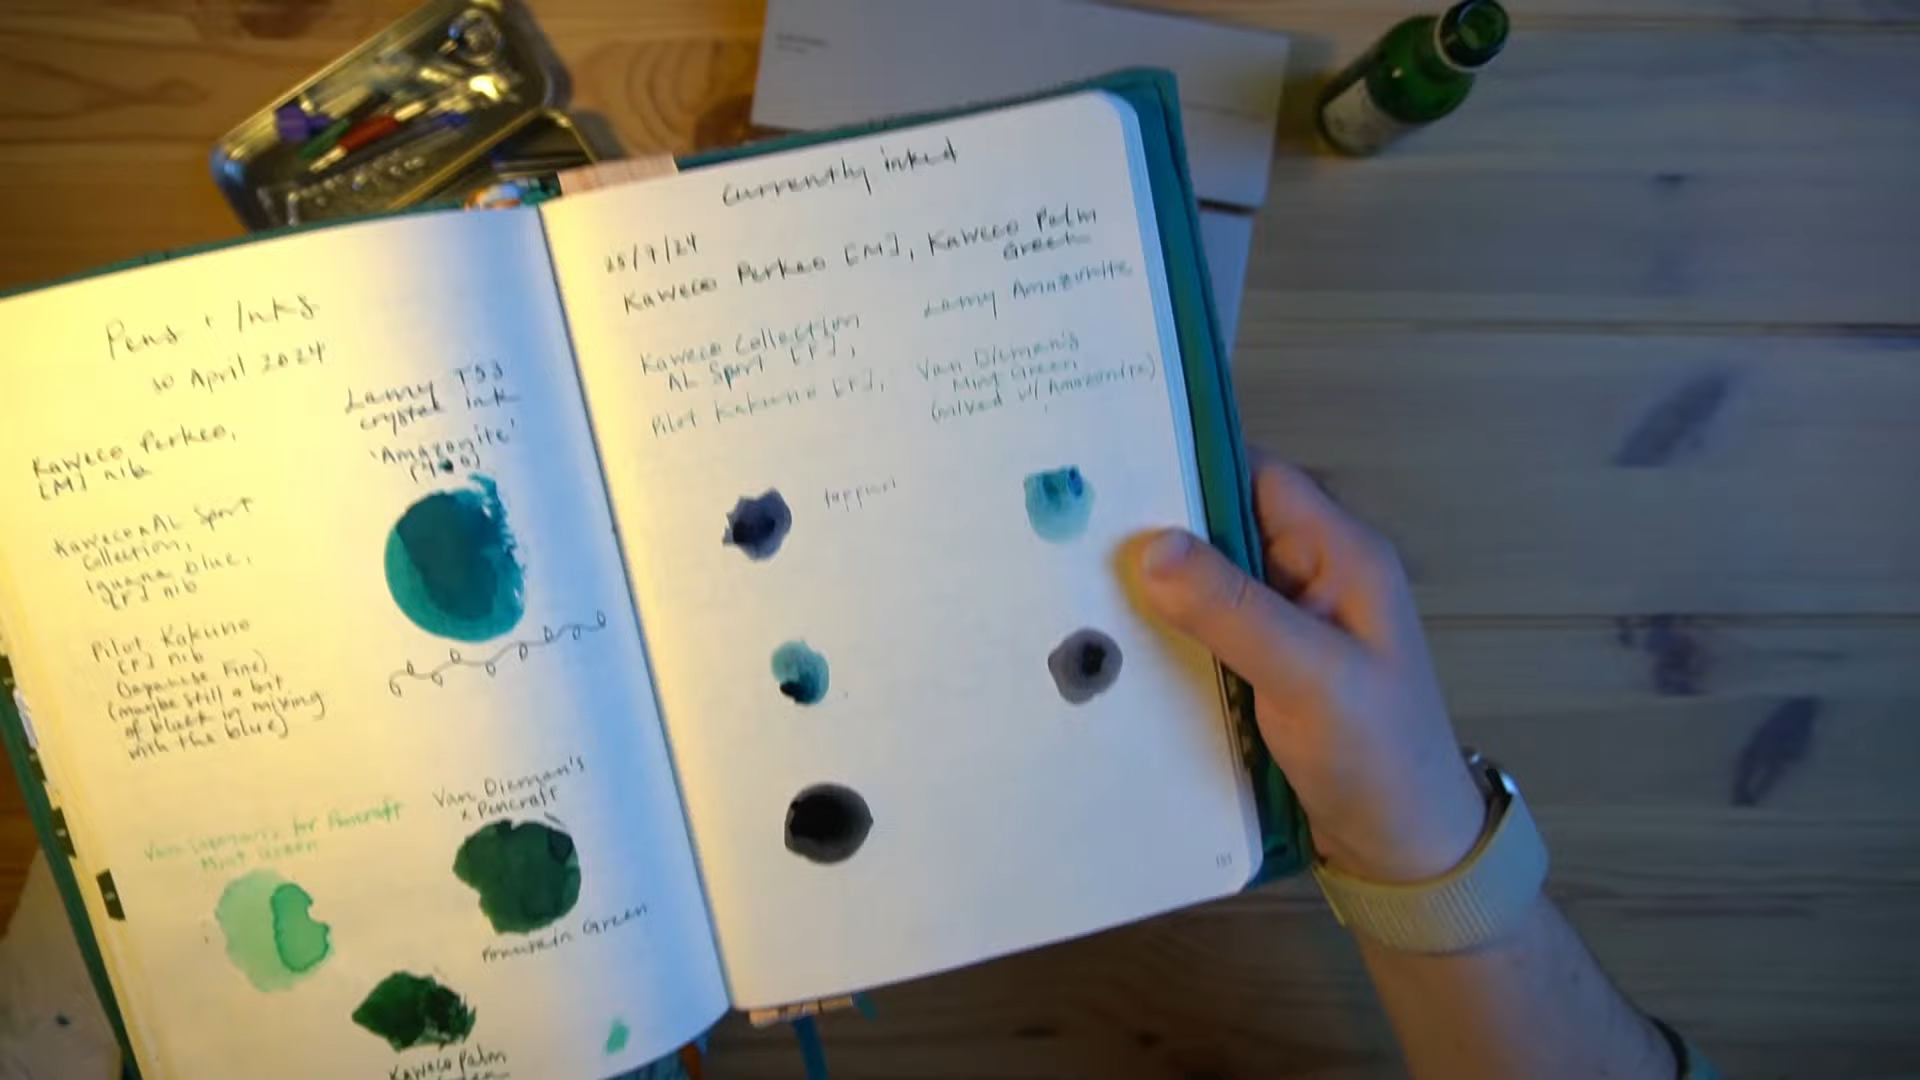 Pens + Inks
30 April 2024
Kaweco Perkeo,
[M] nib
Kaweco AL Sport
Collection,
iguana blue,
[F] nib
Pilot Kakuno
[F] nib
(Japanese Fine)
(maybe still a bit
of black in mixing
with the blue)
Lamy T53
crystal ink
'Amazonite'
Van Dieman's for Pencraft
Mint Green
Van Dieman's
x Pencraft
Fountain Green
Kaweco Palm
Green
Currently inked
25/7/24
Kaweco Perkeo [M], Kaweco Palm
Green
Kaweco Collection
AL Sport [F],
Lamy Amazonite
Pilot Kakuno [F],
Van Dieman's
Mint Green
(mixed w/ Amazonite)